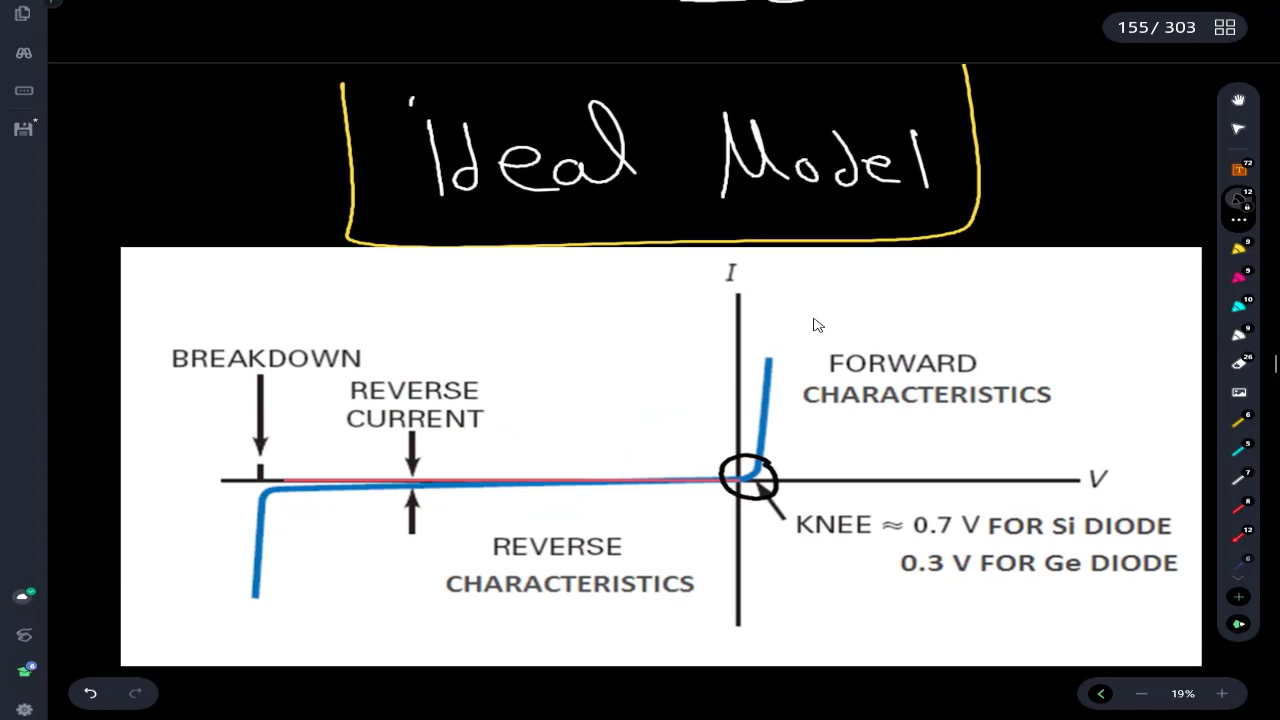 155 / 303
Ideal Model
I
BREAKDOWN
REVERSE
CURRENT
FORWARD
CHARACTERISTICS
V
KNEE ≈ 0.7 V FOR Si DIODE
0.3 V FOR Ge DIODE
REVERSE
CHARACTERISTICS
19%